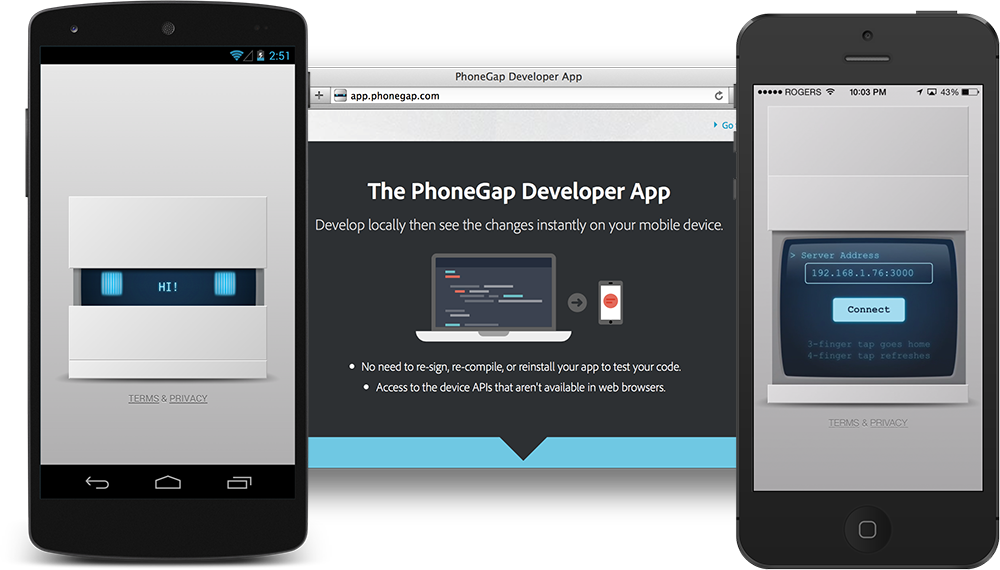 2:51
HI!
TERMS & PRIVACY
PhoneGap Developer App
app.phonegap.com
Go
The PhoneGap Developer App
Develop locally then see the changes instantly on your mobile device.
No need to re-sign, re-compile, or reinstall your app to test your code.
Access to the device APIs that aren't available in web browsers.
ROGERS 10:03 PM 43%
> Server Address
192.168.1.76:3000
Connect
3-finger tap goes home
4-finger tap refreshes
TERMS & PRIVACY